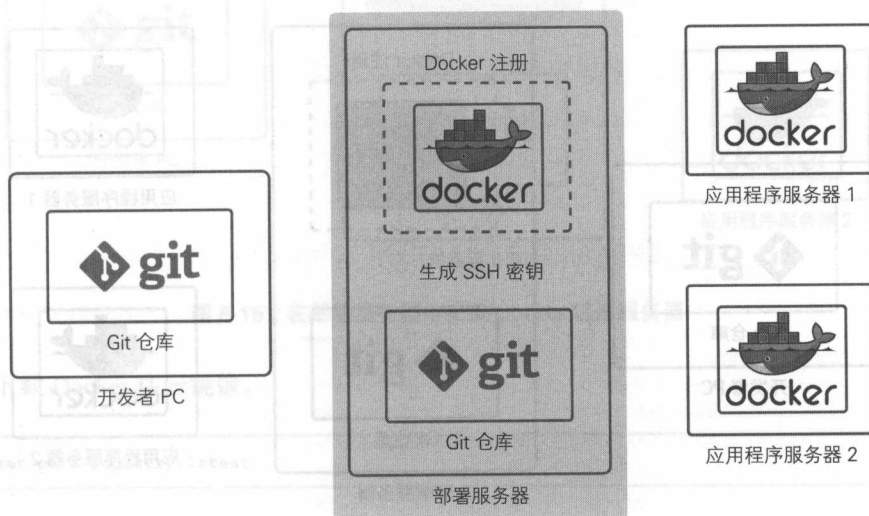 git
Git 仓库
开发者 PC
Docker 注册
docker
生成 SSH 密钥
git
Git 仓库
部署服务器
docker
应用程序服务器 1
docker
应用程序服务器 2